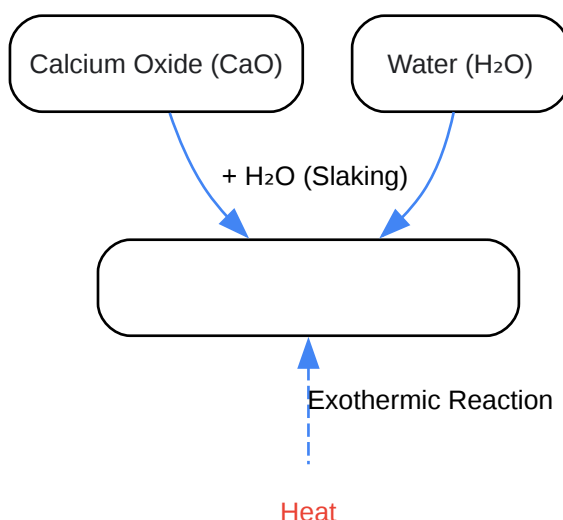 Calcium Oxide (CaO)
Water (H₂O)
+ H₂O (Slaking)
Exothermic Reaction
Heat